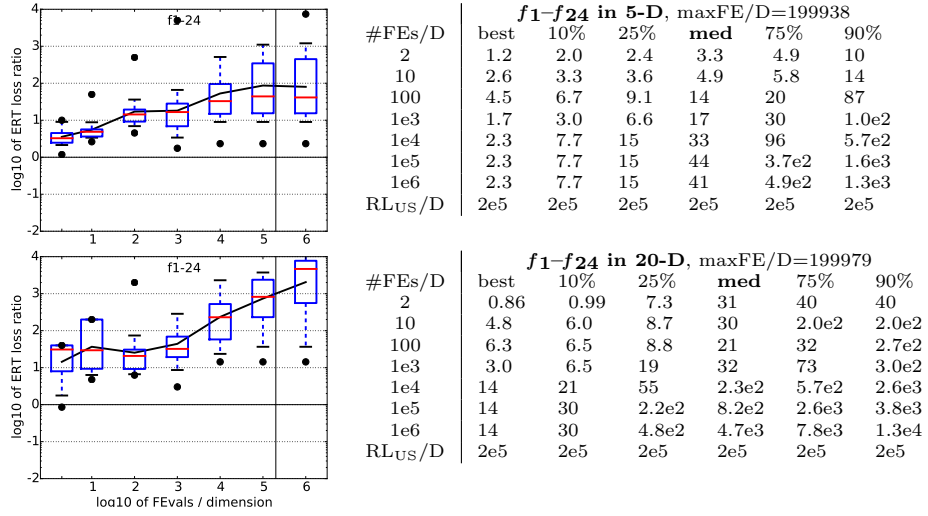 f1-24
4
3
2
1
0
-1
-2
log10 of ERT loss ratio
1 2 3 4 5 6
f1–f24 in 5-D, maxFE/D=199938
#FEs/D best 10% 25% med 75% 90%
2 1.2 2.0 2.4 3.3 4.9 10
10 2.6 3.3 3.6 4.9 5.8 14
100 4.5 6.7 9.1 14 20 87
1e3 1.7 3.0 6.6 17 30 1.0e2
1e4 2.3 7.7 15 33 96 5.7e2
1e5 2.3 7.7 15 44 3.7e2 1.6e3
1e6 2.3 7.7 15 41 4.9e2 1.3e3
RLUS/D 2e5 2e5 2e5 2e5 2e5 2e5
f1-24
4
3
2
1
0
-1
-2
log10 of ERT loss ratio
1 2 3 4 5 6
log10 of FEvals / dimension
f1–f24 in 20-D, maxFE/D=199979
#FEs/D best 10% 25% med 75% 90%
2 0.86 0.99 7.3 31 40 40
10 4.8 6.0 8.7 30 2.0e2 2.0e2
100 6.3 6.5 8.8 21 32 2.7e2
1e3 3.0 6.5 19 32 73 3.0e2
1e4 14 21 55 2.3e2 5.7e2 2.6e3
1e5 14 30 2.2e2 8.2e2 2.6e3 3.8e3
1e6 14 30 4.8e2 4.7e3 7.8e3 1.3e4
RLUS/D 2e5 2e5 2e5 2e5 2e5 2e5